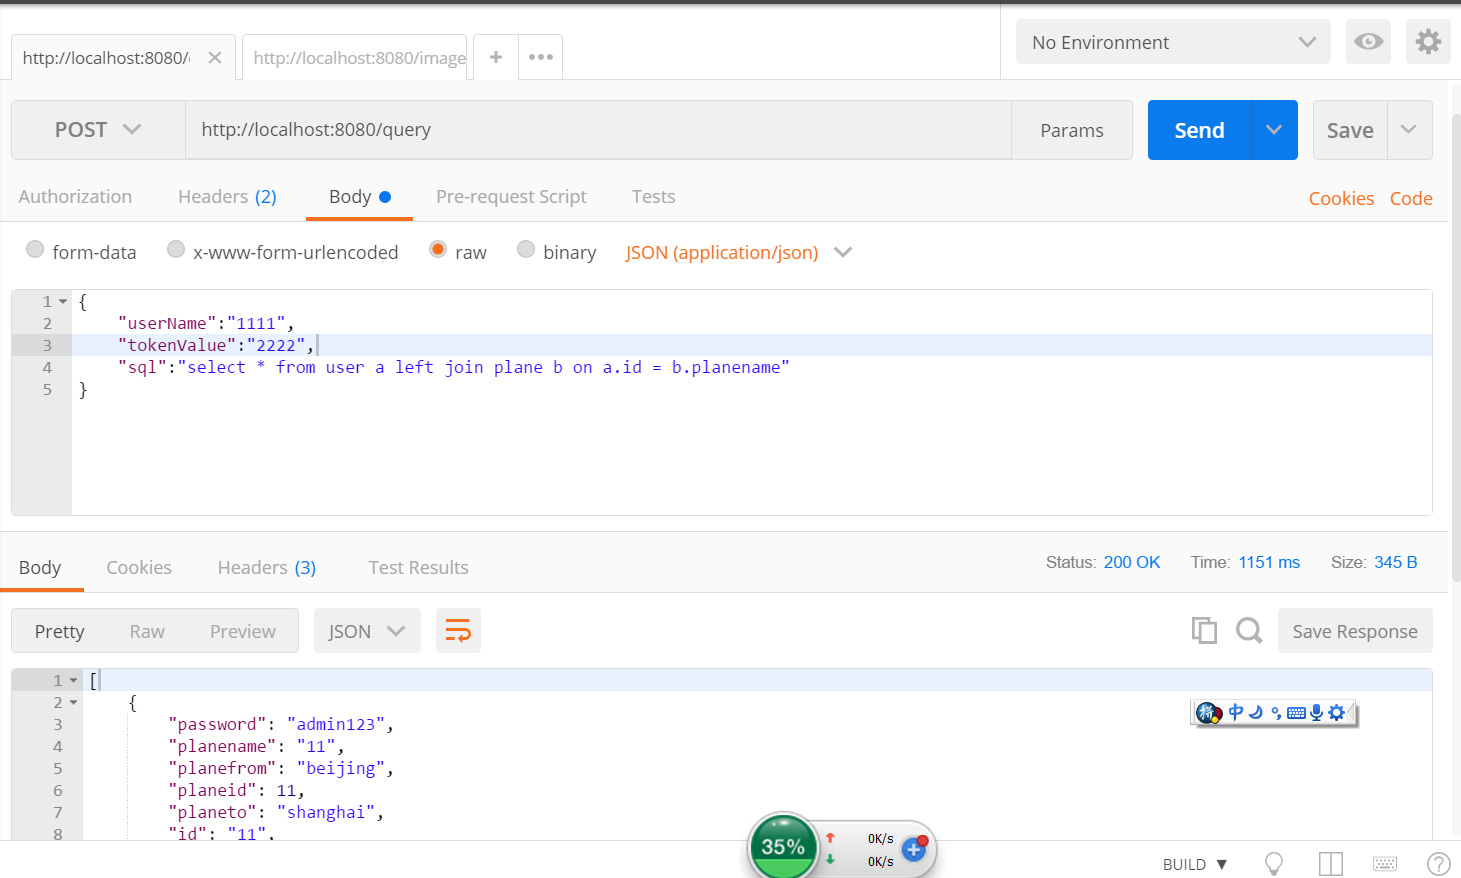 http://localhost:8080/
http://localhost:8080/image
No Environment
POST
http://localhost:8080/query
Params
Send
Save
Authorization
Headers (2)
Body
Pre-request Script
Tests
Cookies
Code
form-data
x-www-form-urlencoded
raw
binary
JSON (application/json)
1 {
2 "userName":"1111",
3 "tokenValue":"2222",
4 "sql":"select * from user a left join plane b on a.id = b.planename"
5 }
Body
Cookies
Headers (3)
Test Results
Status: 200 OK
Time: 1151 ms
Size: 345 B
Pretty
Raw
Preview
JSON
Save Response
1 [
2 {
3 "password": "admin123",
4 "planename": "11",
5 "planefrom": "beijing",
6 "planeid": 11,
7 "planeto": "shanghai",
8 "id": "11",
中
35%
0K/s
0K/s
BUILD